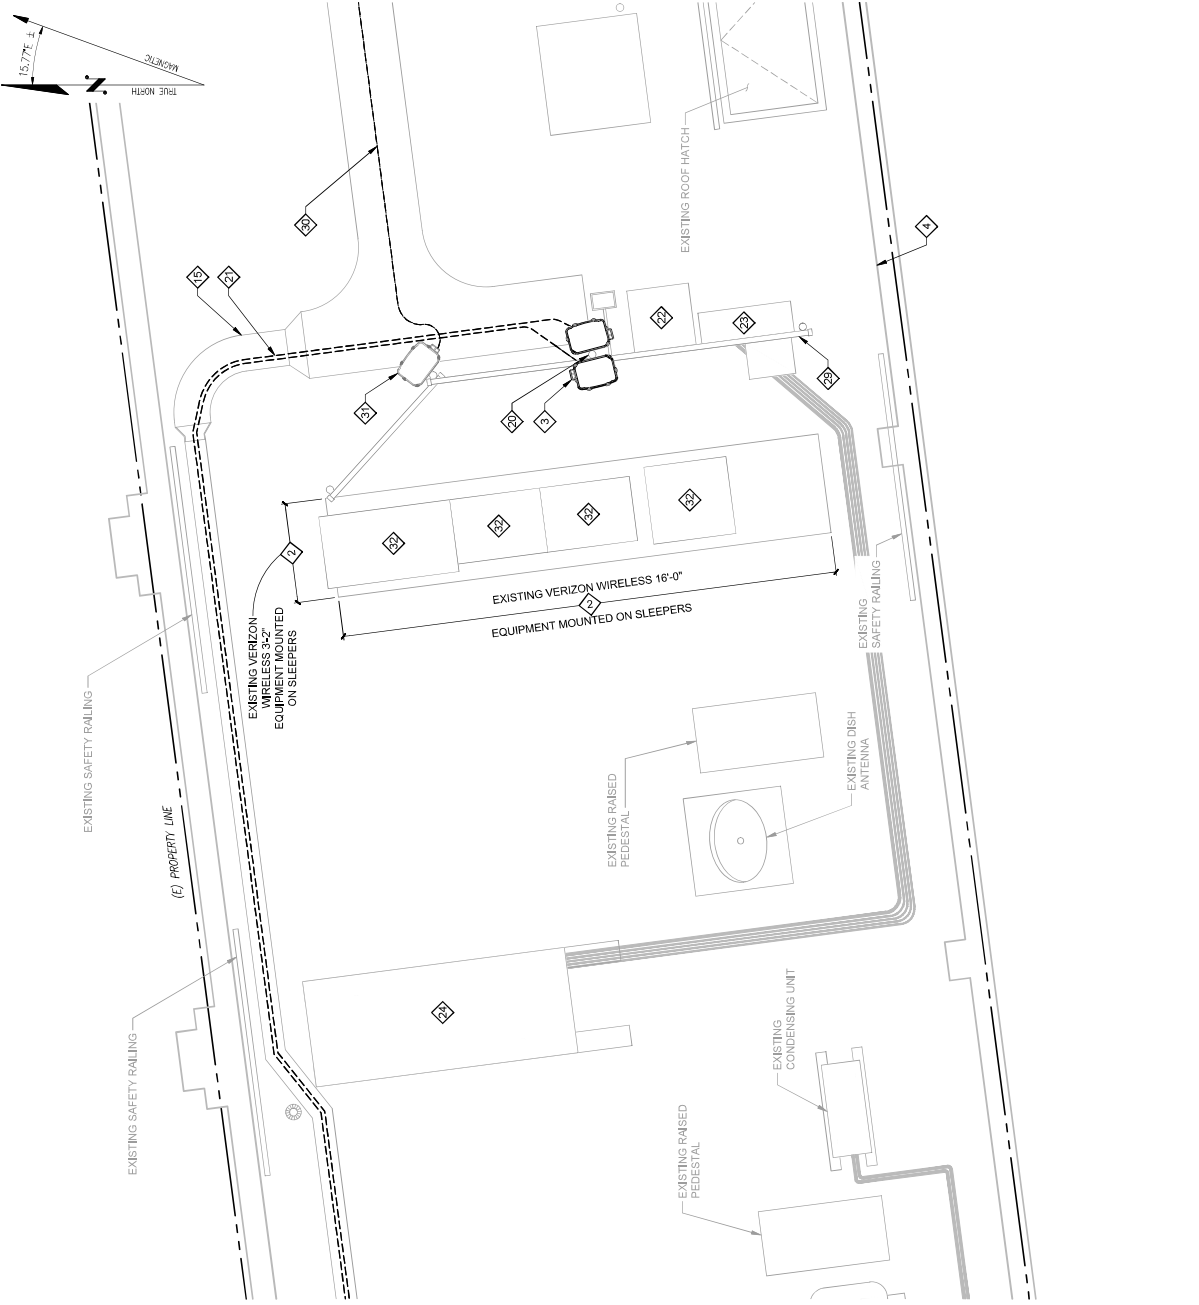 15.77°E ±
MAGNETIC
N
TRUE NORTH
30
EXISTING ROOF HATCH
4
15
21
22
23
29
31
20
3
2
32
32
32
32
EXISTING VERIZON
WIRELESS 3'-2"
EQUIPMENT MOUNTED
ON SLEEPERS
EXISTING VERIZON WIRELESS 16'-0"
2
EQUIPMENT MOUNTED ON SLEEPERS
EXISTING
SAFETY RAILING
EXISTING SAFETY RAILING
(E) PROPERTY LINE
EXISTING RAISED
PEDESTAL
EXISTING DISH
ANTENNA
24
EXISTING SAFETY RAILING
EXISTING
CONDENSING UNIT
EXISTING RAISED
PEDESTAL